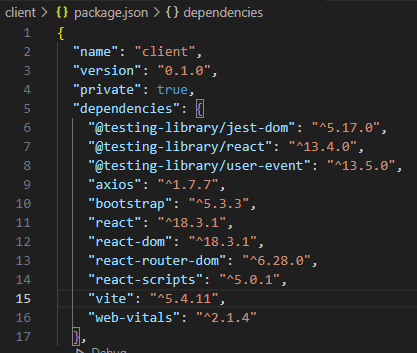 client > package.json > dependencies
1 {
2 "name": "client",
3 "version": "0.1.0",
4 "private": true,
5 "dependencies": {
6 "@testing-library/jest-dom": "^5.17.0",
7 "@testing-library/react": "^13.4.0",
8 "@testing-library/user-event": "^13.5.0",
9 "axios": "^1.7.7",
10 "bootstrap": "^5.3.3",
11 "react": "^18.3.1",
12 "react-dom": "^18.3.1",
13 "react-router-dom": "^6.28.0",
14 "react-scripts": "^5.0.1",
15 "vite": "^5.4.11",
16 "web-vitals": "^2.1.4"
17 },
Debug